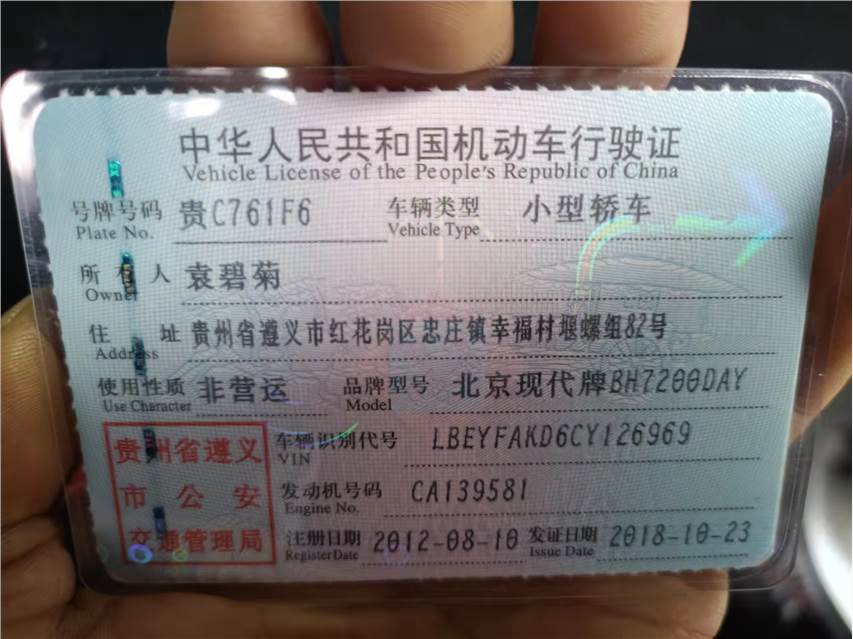 中华人民共和国机动车行驶证
Vehicle License of the People's Republic of China
号牌号码 贵C761F6 车辆类型 小型轿车
Plate No. Vehicle Type
所有人 袁碧菊
Owner
住址 贵州省遵义市红花岗区忠庄镇幸福村堰螺组82号
Address
使用性质 非营运 品牌型号 北京现代牌BH7200DAY
Use Character Model
贵州省遵义 车辆识别代号 LBEYFAKD6CY126969
VIN
市公安 发动机号码 CA139581
Engine No.
交通管理局 注册日期 2012-08-10 发证日期 2018-10-23
Register Date Issue Date